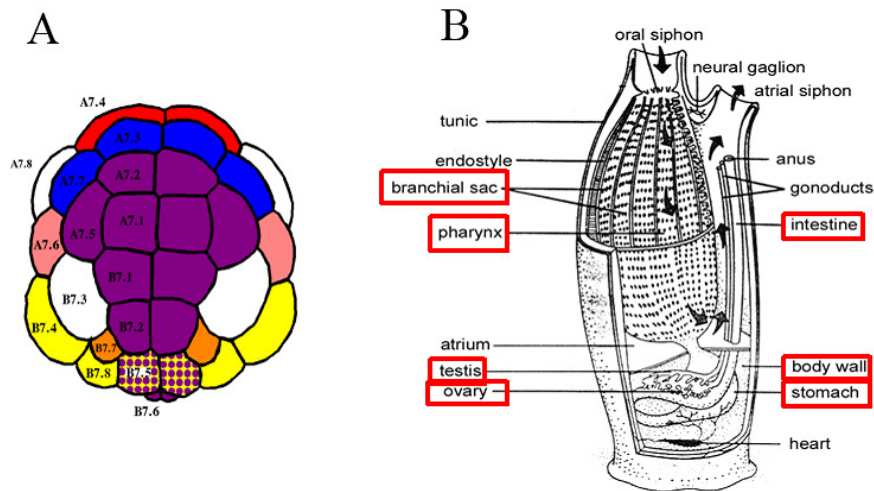 A
A7.4
A7.3
A7.8
A7.2
A7.7
A7.1
A7.5
A7.6
B7.1
B7.3
B7.4
B7.2
B7.7
B7.8
B7.5
B7.6
B
oral siphon
neural gaglion
atrial siphon
tunic
endostyle
anus
branchial sac
gonoducts
pharynx
intestine
atrium
testis
body wall
ovary
stomach
heart